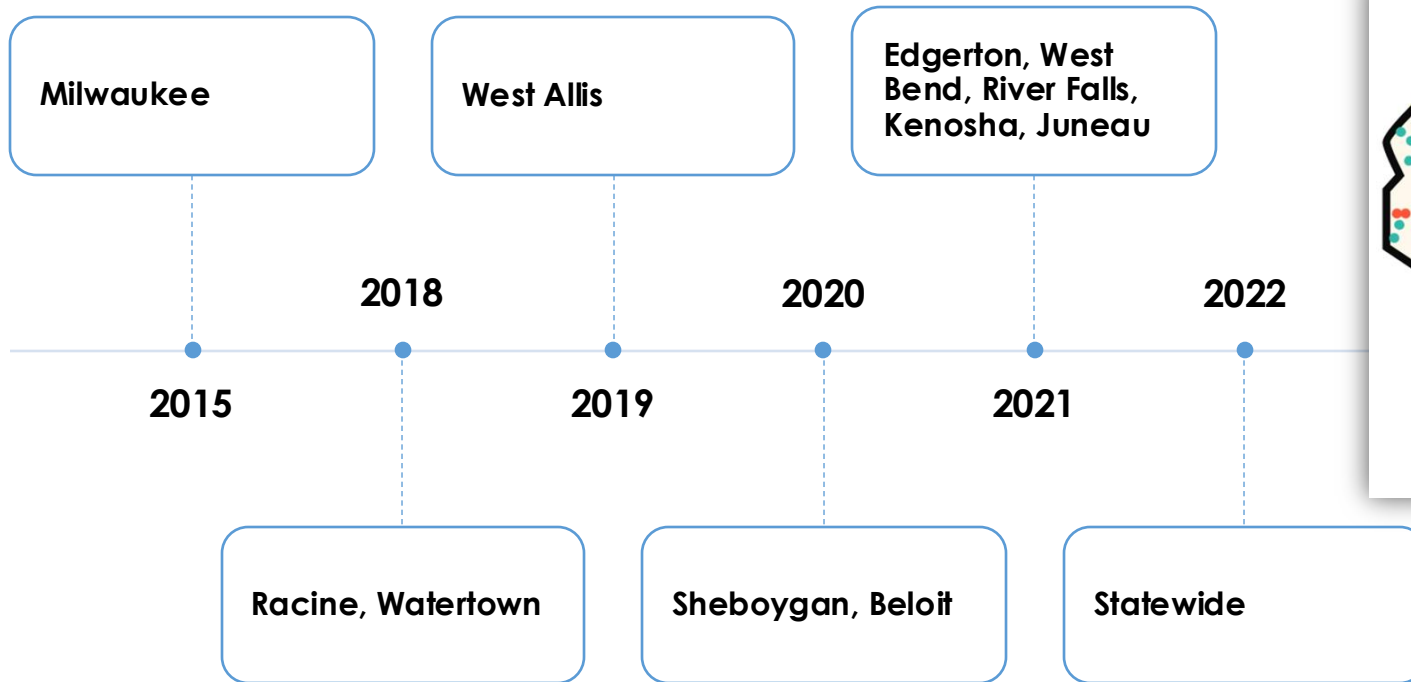 Milwaukee
West Allis
Edgerton, West
Bend, River Falls,
Kenosha, Juneau
2018
2020
2022
2015
2019
2021
Racine, Watertown
Sheboygan, Beloit
Statewide